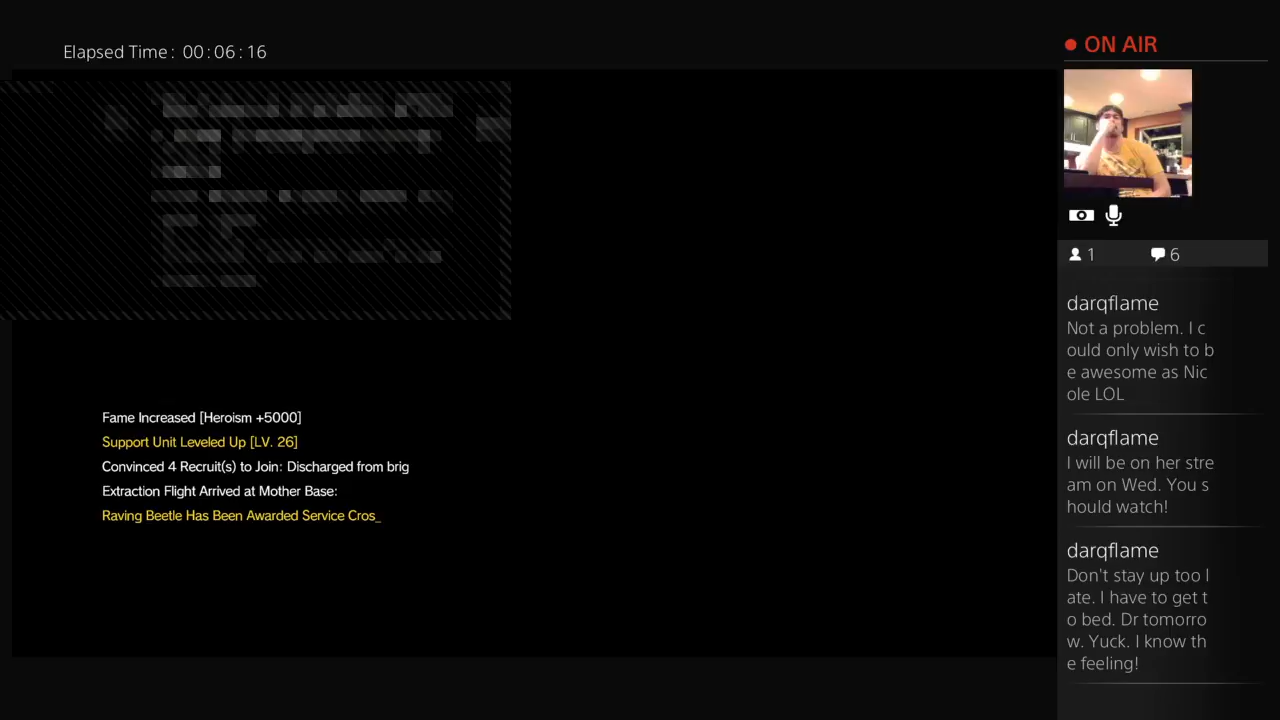 Elapsed Time: 00:06:16
ON AIR
1
6
darqflame
Not a problem. I c
ould only wish to b
e awesome as Nic
ole LOL
darqflame
I will be on her stre
am on Wed. You s
hould watch!
darqflame
Don't stay up too l
ate. I have to get t
o bed. Dr tomorro
w. Yuck. I know th
e feeling!
Fame Increased [Heroism +5000]
Support Unit Leveled Up [LV. 26]
Convinced 4 Recruit(s) to Join: Discharged from brig
Extraction Flight Arrived at Mother Base:
Raving Beetle Has Been Awarded Service Cros_